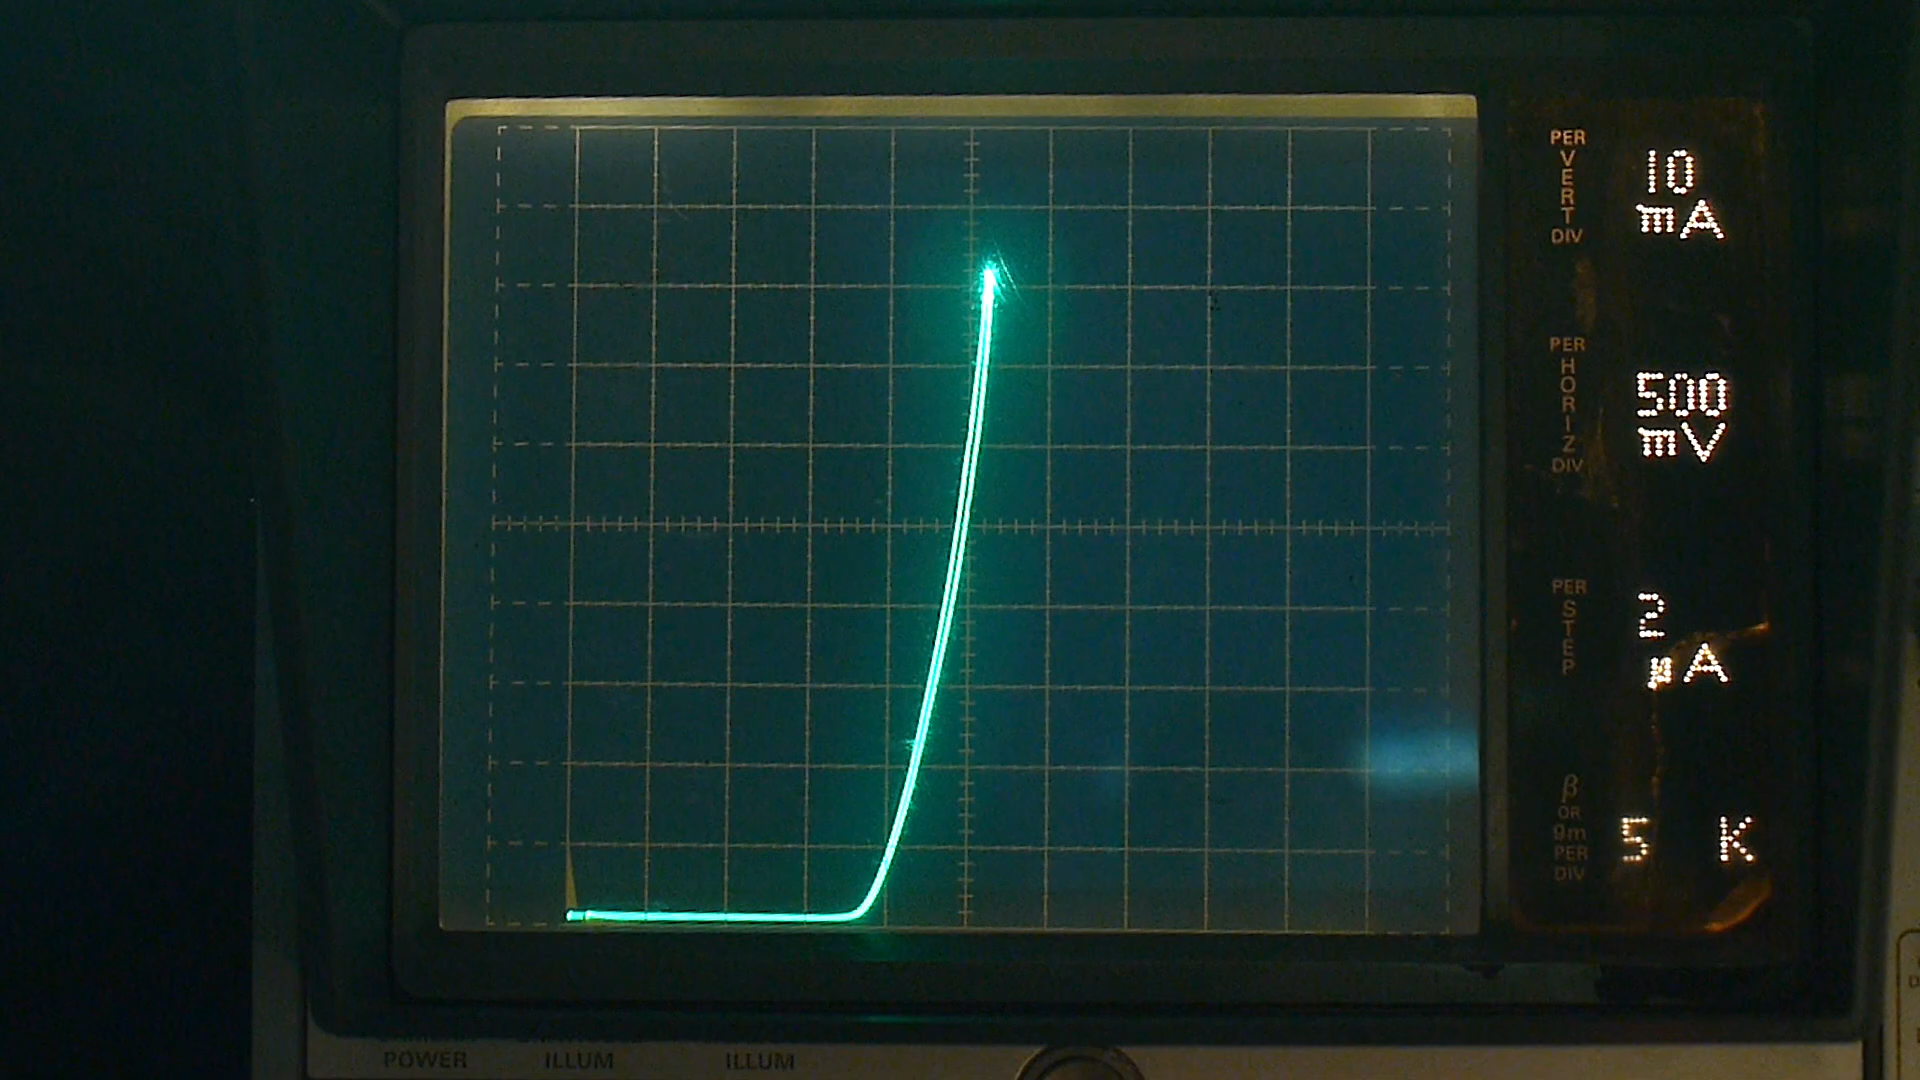 PER
VERT
DIV
10
mA
PER
HORIZ
DIV
500
mV
PER
STEP
2
µA
β
OR
gm
PER
DIV
5 K
POWER
ILLUM
ILLUM